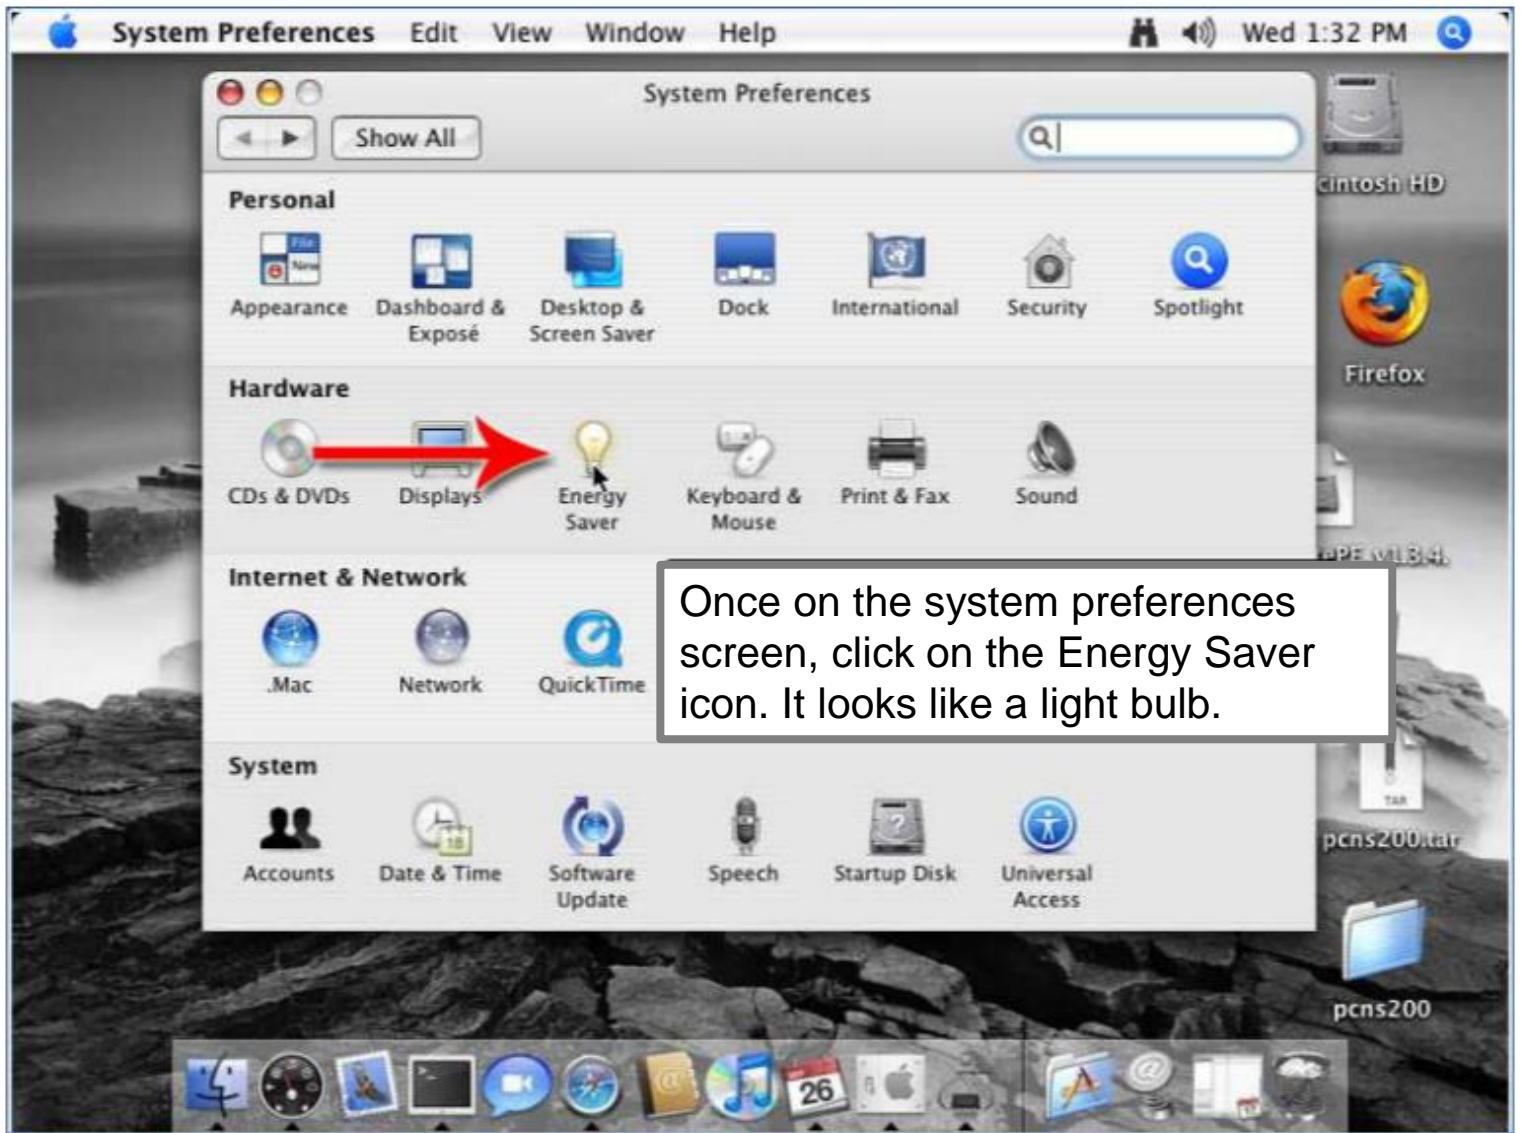 System Preferences Edit View Window Help Wed 1:32 PM
System Preferences
Show All
Personal
File
New
Appearance Dashboard & Exposé Desktop & Screen Saver Dock International Security Spotlight
Hardware
CDs & DVDs Displays Energy Saver Keyboard & Mouse Print & Fax Sound
Internet & Network
.Mac Network QuickTime
Once on the system preferences
screen, click on the Energy Saver
icon. It looks like a light bulb.
System
18
Accounts Date & Time Software Update Speech Startup Disk Universal Access
cintosh HD
Firefox
TAR
pcns200.tar
pcns200
26